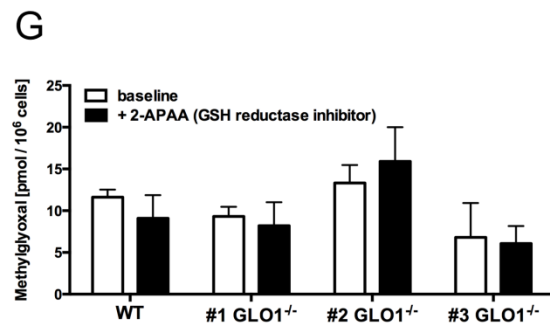 G
Methylglyoxal [pmol / 10⁶ cells]
25
20
15
10
5
0
baseline
+ 2-APAA (GSH reductase inhibitor)
WT
#1 GLO1⁻/⁻
#2 GLO1⁻/⁻
#3 GLO1⁻/⁻